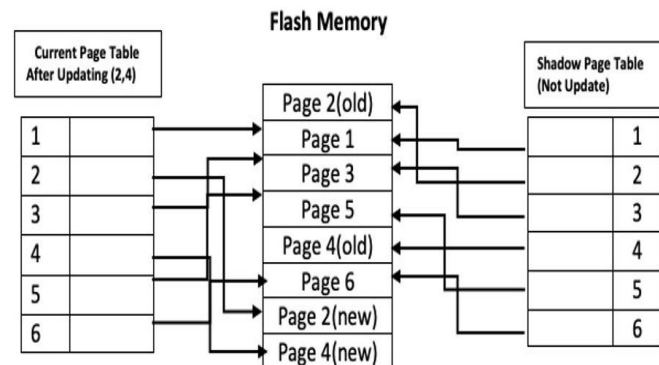 Flash Memory
Current Page Table
After Updating (2,4)
Shadow Page Table
(Not Update)
Page 2(old)
Page 1
Page 3
Page 5
Page 4(old)
Page 6
Page 2(new)
Page 4(new)
1
2
3
4
5
6
1
2
3
4
5
6